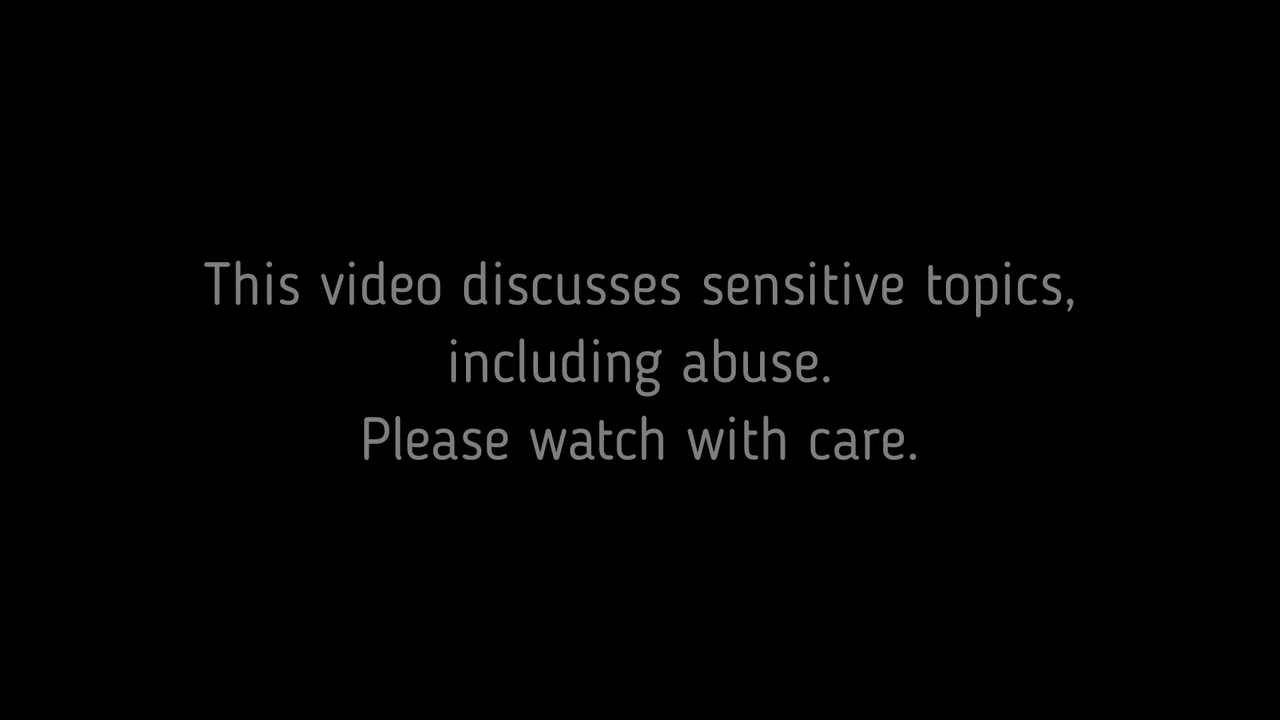 This video discusses sensitive topics,
including abuse.
Please watch with care.